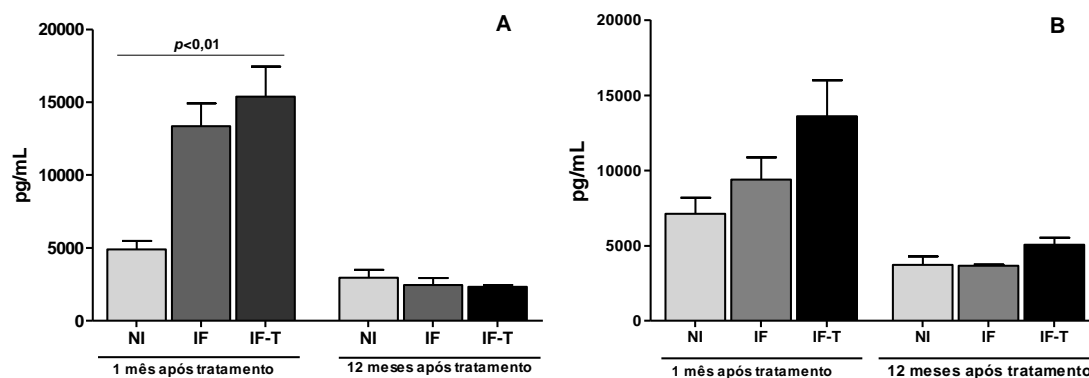 A
p<0,01
pg/mL
20000
15000
10000
5000
0
NI IF IF-T NI IF IF-T
1 mês após tratamento 12 meses após tratamento
B
pg/mL
20000
15000
10000
5000
0
NI IF IF-T NI IF IF-T
1 mês após tratamento 12 meses após tratamento